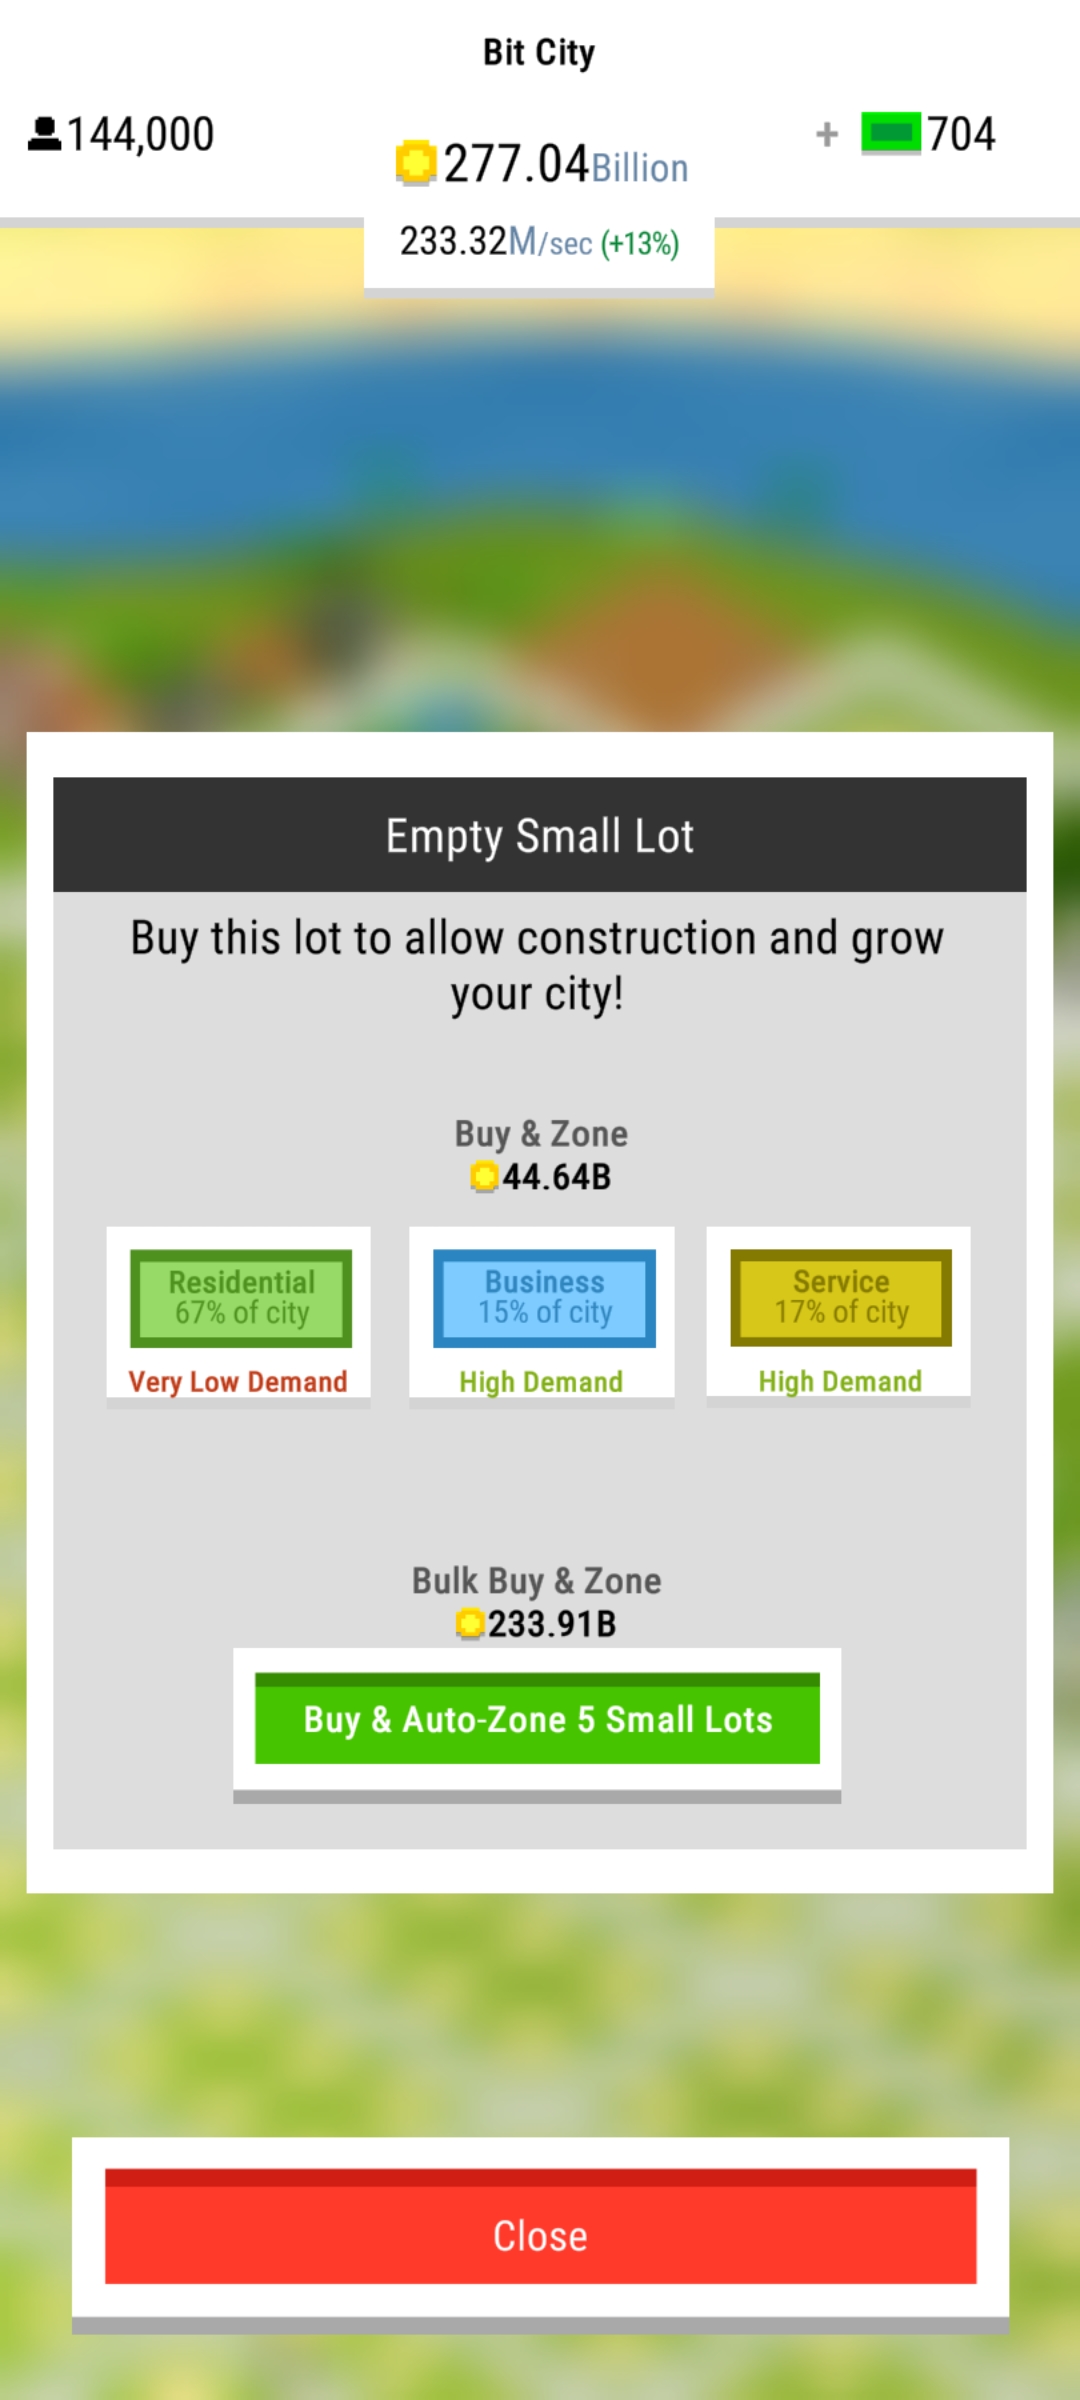 Bit City
144,000
277.04Billion
+ 704
233.32M/sec (+13%)
Empty Small Lot
Buy this lot to allow construction and grow
your city!
Buy & Zone
44.64B
Residential
67% of city
Very Low Demand
Business
15% of city
High Demand
Service
17% of city
High Demand
Bulk Buy & Zone
233.91B
Buy & Auto-Zone 5 Small Lots
Close